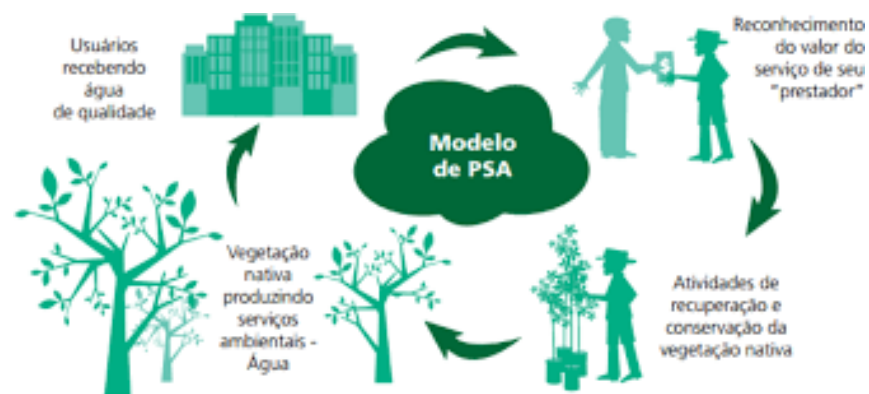 Usuários
recebendo
água
de qualidade
Reconhecimento
do valor do
serviço de seu
"prestador"
Modelo
de PSA
$
Atividades de
recuperação e
conservação da
vegetação nativa
Vegetação
nativa
produzindo
serviços
ambientais -
Água